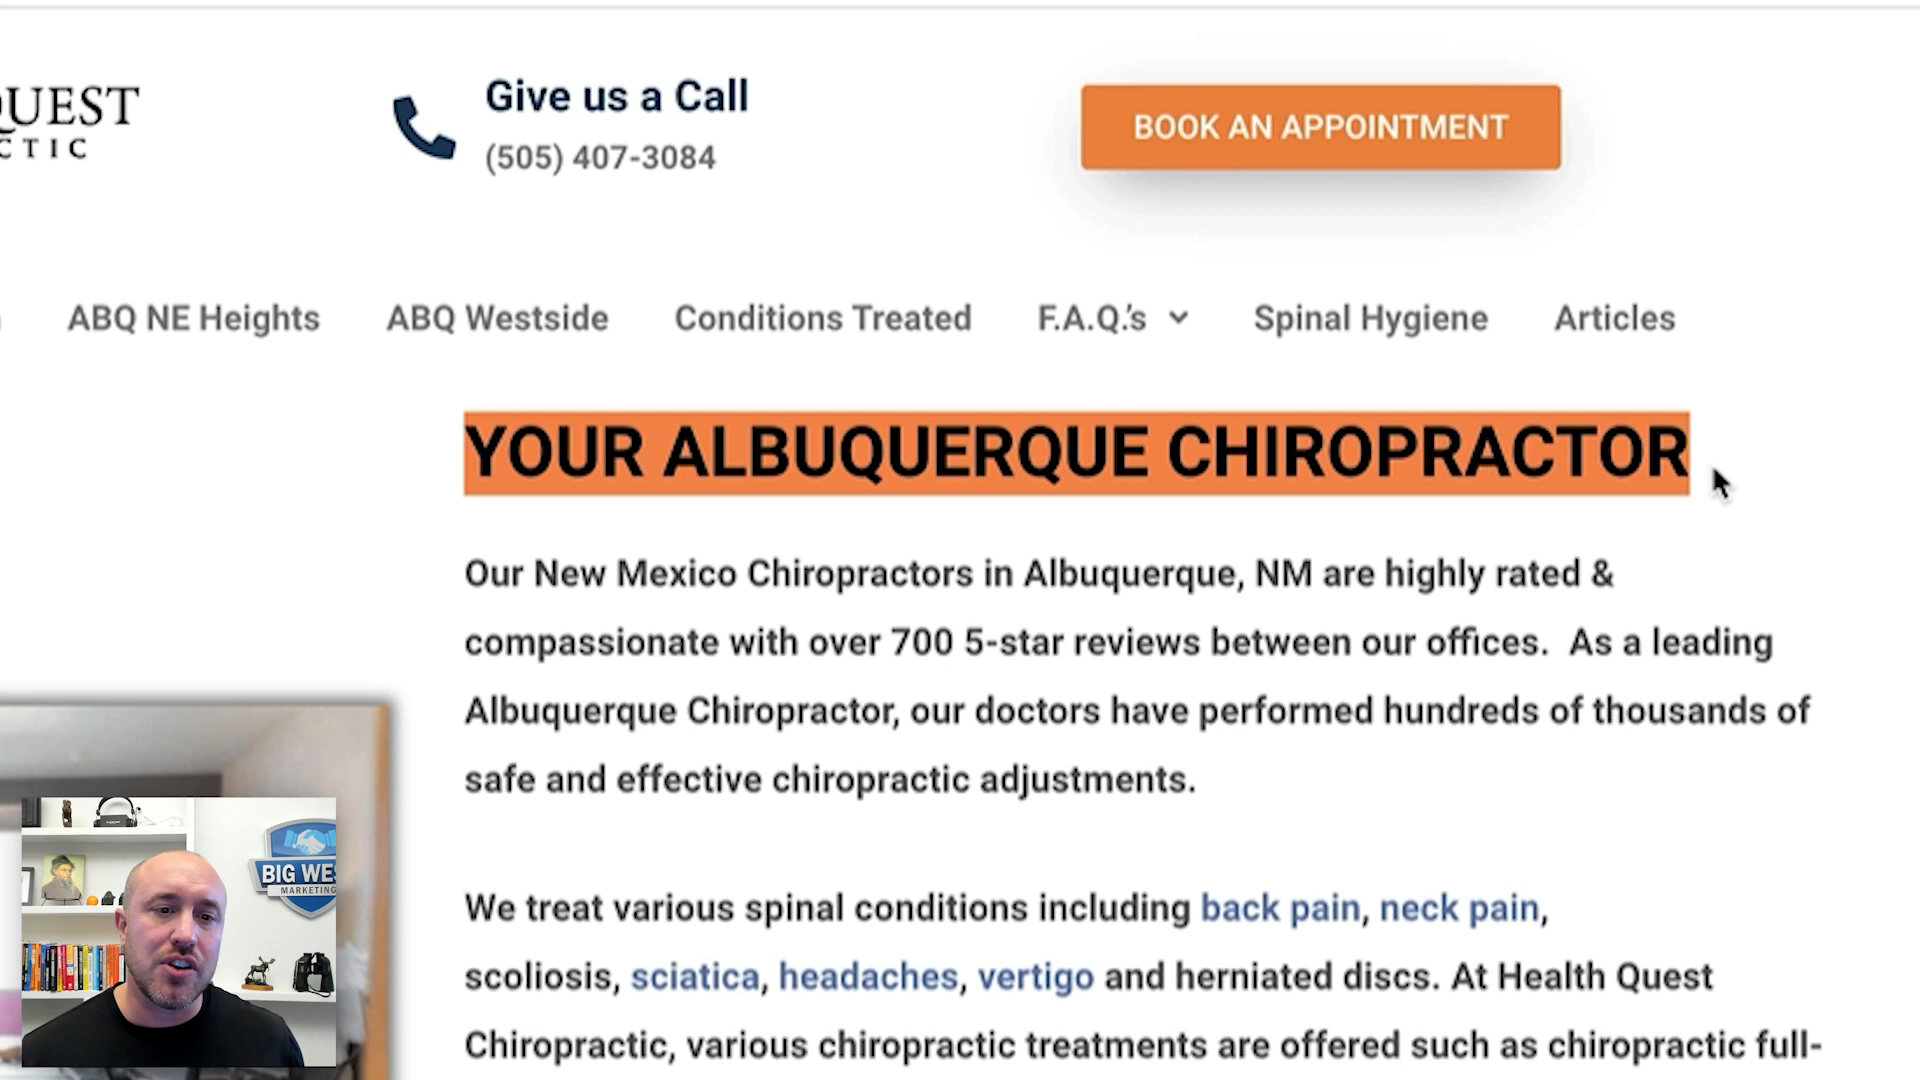 QUEST
CTIC
Give us a Call
(505) 407-3084
BOOK AN APPOINTMENT
ABQ NE Heights
ABQ Westside
Conditions Treated
F.A.Q.'s
Spinal Hygiene
Articles
YOUR ALBUQUERQUE CHIROPRACTOR
Our New Mexico Chiropractors in Albuquerque, NM are highly rated &
compassionate with over 700 5-star reviews between our offices. As a leading
Albuquerque Chiropractor, our doctors have performed hundreds of thousands of
safe and effective chiropractic adjustments.
We treat various spinal conditions including back pain, neck pain,
scoliosis, sciatica, headaches, vertigo and herniated discs. At Health Quest
Chiropractic, various chiropractic treatments are offered such as chiropractic full-
BIG WES
MARKETING